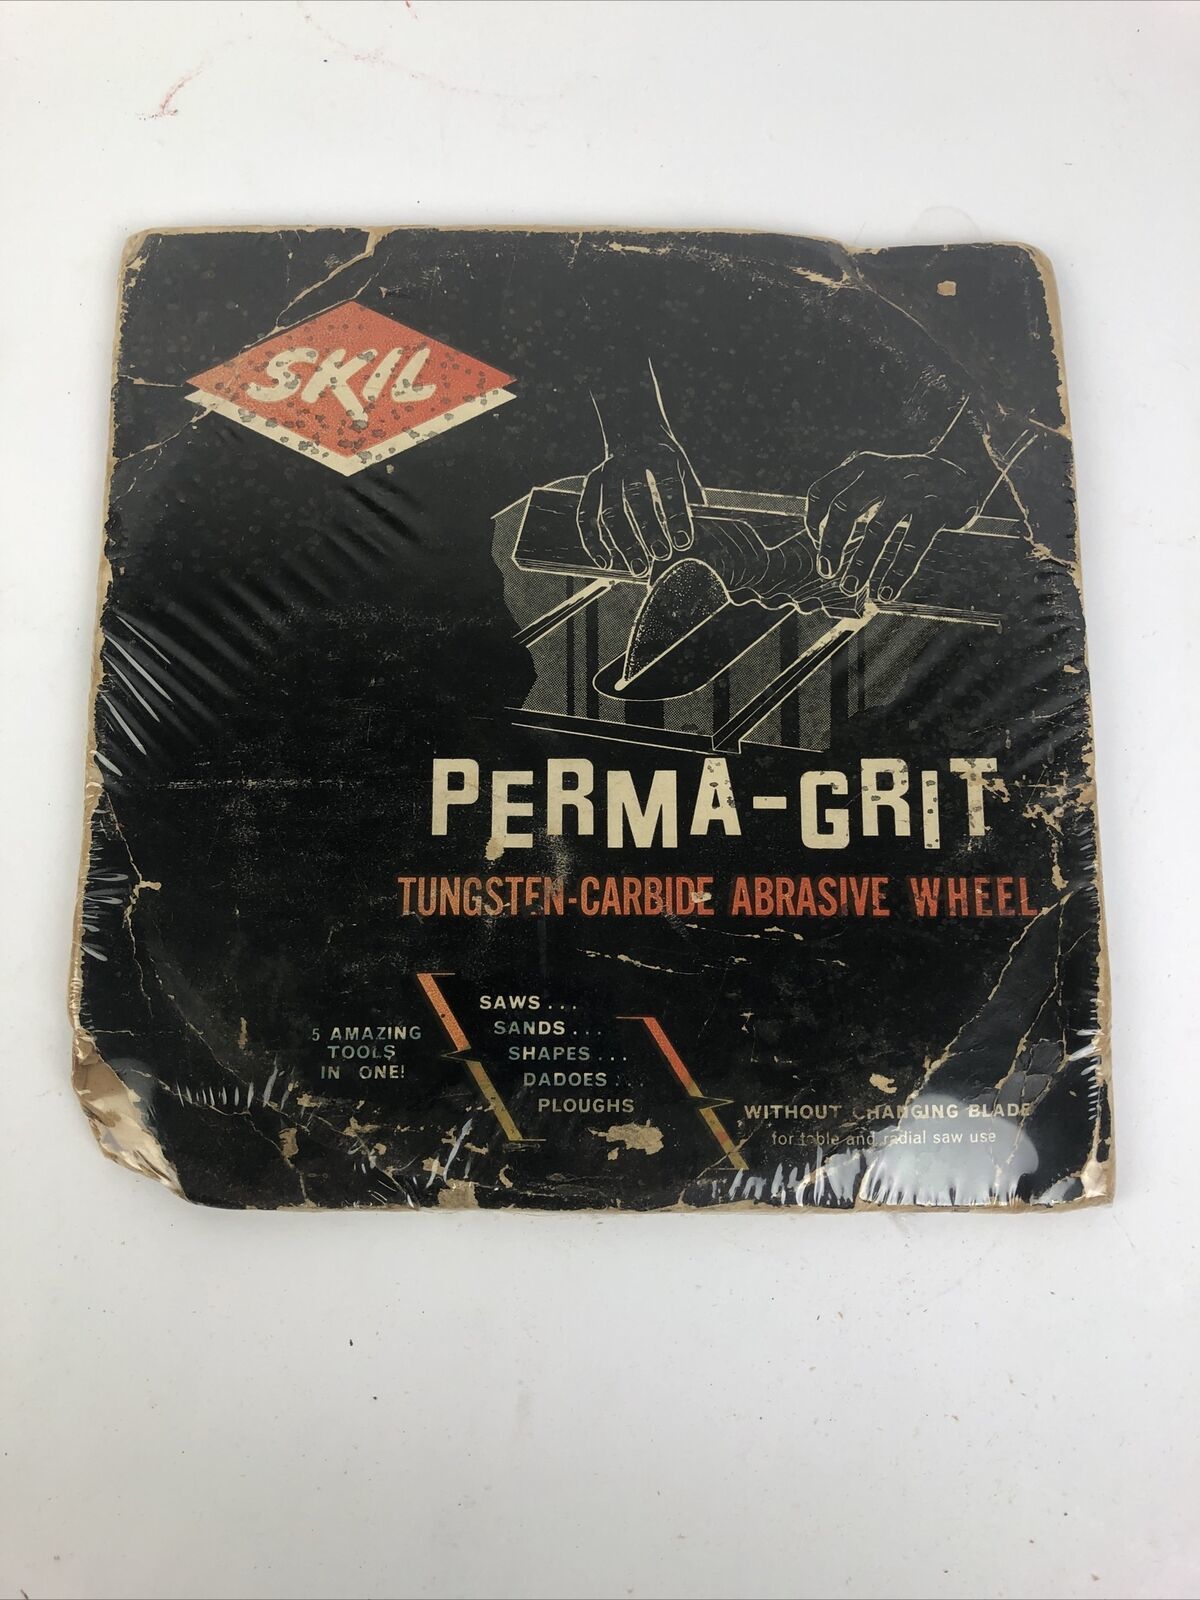 SKIL
PERMA-GRIT
TUNGSTEN-CARBIDE ABRASIVE WHEEL
5 AMAZING
TOOLS
IN ONE!
SAWS...
SANDS...
SHAPES...
DADOES...
PLOUGHS
WITHOUT CHANGING BLADE
for table and radial saw use